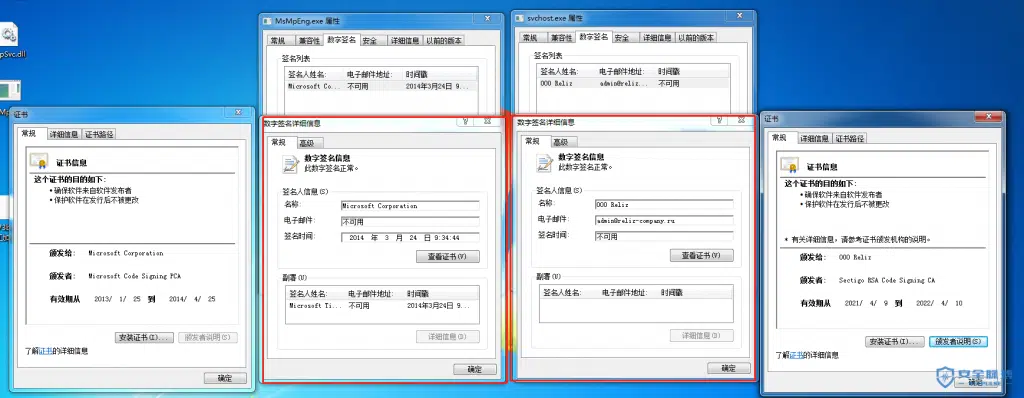 pSvc.dll
MsMpEng.exe 属性
常规 兼容性 数字签名 安全 详细信息 以前的版本
签名列表
签名人姓名: 电子邮件地址: 时间戳
Microsoft Co... 不可用 2014年3月24日 9...
svchost.exe 属性
常规 兼容性 数字签名 安全 详细信息 以前的版本
签名列表
签名人姓名: 电子邮件地址: 时间戳
OOO Reliz admin@reliz... 不可用
证书
常规 详细信息 证书路径
证书信息
这个证书的目的如下:
• 确保软件来自软件发布者
• 保护软件在发行后不被更改
颁发给: Microsoft Corporation
颁发者: Microsoft Code Signing PCA
有效期从 2013/ 1/ 25 到 2014/ 4/ 25
安装证书(I)... 颁发者说明(S)
了解证书的详细信息
确定
数字签名详细信息
常规 高级
数字签名信息
此数字签名正常。
签名人信息(S)
名称: Microsoft Corporation
电子邮件: 不可用
签名时间: 2014 年 3 月 24 日 9:34:44
查看证书(V)
副署(U)
签名人姓名: 电子邮件地址: 时间戳
Microsoft Ti... 不可用 2014年3月24日 9...
详细信息(D)
确定
数字签名详细信息
常规 高级
数字签名信息
此数字签名正常。
签名人信息(S)
名称: OOO Reliz
电子邮件: admin@reliz-company.ru
签名时间: 不可用
查看证书(V)
副署(U)
签名人姓名: 电子邮件地址: 时间戳
详细信息(D)
确定
证书
常规 详细信息 证书路径
证书信息
这个证书的目的如下:
• 确保软件来自软件发布者
• 保护软件在发行后不被更改
* 有关详细信息，请参考证书颁发机构的说明。
颁发给: OOO Reliz
颁发者: Sectigo RSA Code Signing CA
有效期从 2021/ 4/ 9 到 2022/ 4/ 10
安装证书(I)... 颁发者说明(S)
了解证书的详细信息
确定
安全脉搏